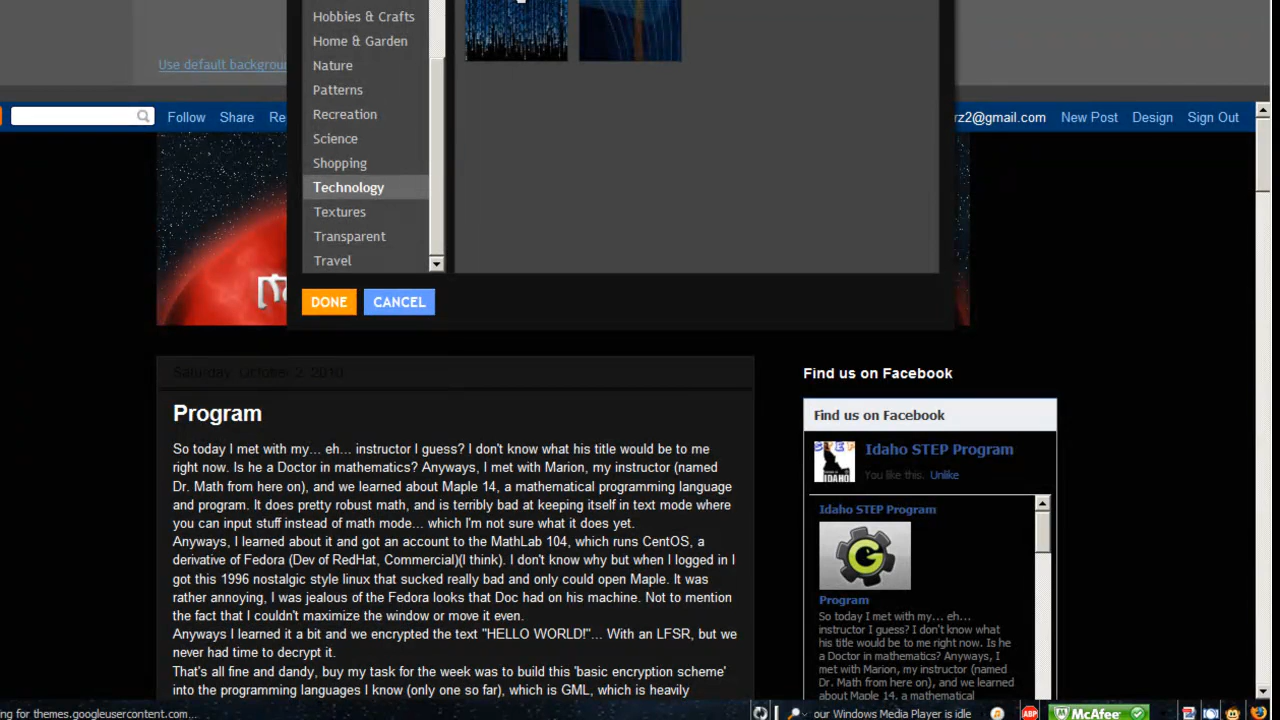 Hobbies & Crafts
Home & Garden
Use default backgroun
Nature
Patterns
Recreation
Science
Shopping
Technology
Textures
Transparent
Travel
Follow Share Re
rz2@gmail.com New Post Design Sign Out
DONE CANCEL
Saturday, October 2, 2010
Program
So today I met with my... eh... instructor I guess? I don't know what his title would be to me
right now. Is he a Doctor in mathematics? Anyways, I met with Marion, my instructor (named
Dr. Math from here on), and we learned about Maple 14, a mathematical programming language
and program. It does pretty robust math, and is terribly bad at keeping itself in text mode where
you can input stuff instead of math mode... which I'm not sure what it does yet.
Anyways, I learned about it and got an account to the MathLab 104, which runs CentOS, a
derivative of Fedora (Dev of RedHat, Commercial)(I think). I don't know why but when I logged in I
got this 1996 nostalgic style linux that sucked really bad and only could open Maple. It was
rather annoying, I was jealous of the Fedora looks that Doc had on his machine. Not to mention
the fact that I couldn't maximize the window or move it even.
Anyways I learned it a bit and we encrypted the text "HELLO WORLD!"... With an LFSR, but we
never had time to decrypt it.
That's all fine and dandy, buy my task for the week was to build this 'basic encryption scheme'
into the programming languages I know (only one so far), which is GML, which is heavily
Find us on Facebook
Find us on Facebook
Idaho STEP Program
You like this. Unlike
IDAHO
Idaho STEP Program
Program
So today I met with my... eh...
instructor I guess? I don't know what
his title would be to me right now. Is he
a Doctor in mathematics? Anyways, I
met with Marion, my instructor (named
Dr. Math from here on), and we learned
about Maple 14, a mathematical
ng for themes.googleusercontent.com...
our Windows Media Player is idle
ABP
McAfee